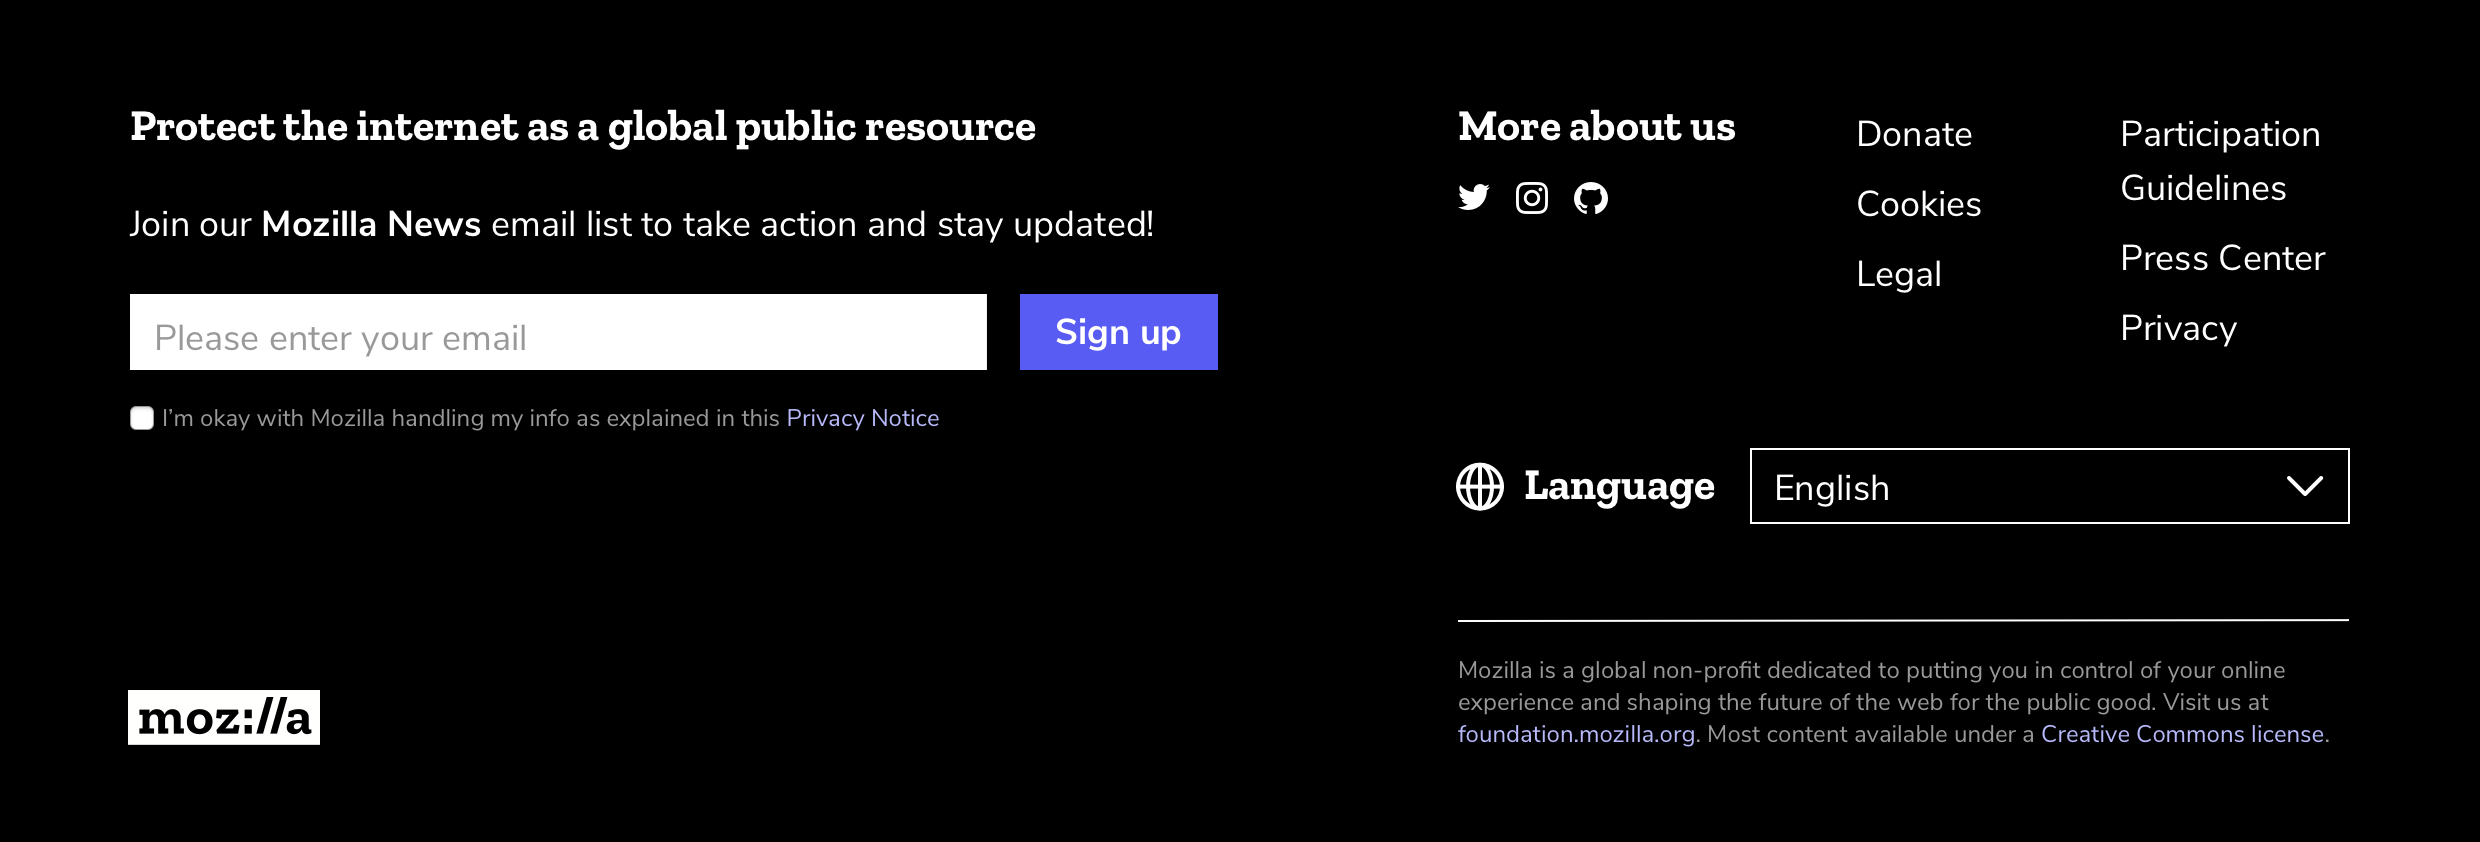 Protect the internet as a global public resource
Join our Mozilla News email list to take action and stay updated!
Please enter your email
Sign up
I'm okay with Mozilla handling my info as explained in this Privacy Notice
moz://a
More about us
Donate
Cookies
Legal
Participation
Guidelines
Press Center
Privacy
Language
English
Mozilla is a global non-profit dedicated to putting you in control of your online
experience and shaping the future of the web for the public good. Visit us at
foundation.mozilla.org. Most content available under a Creative Commons license.